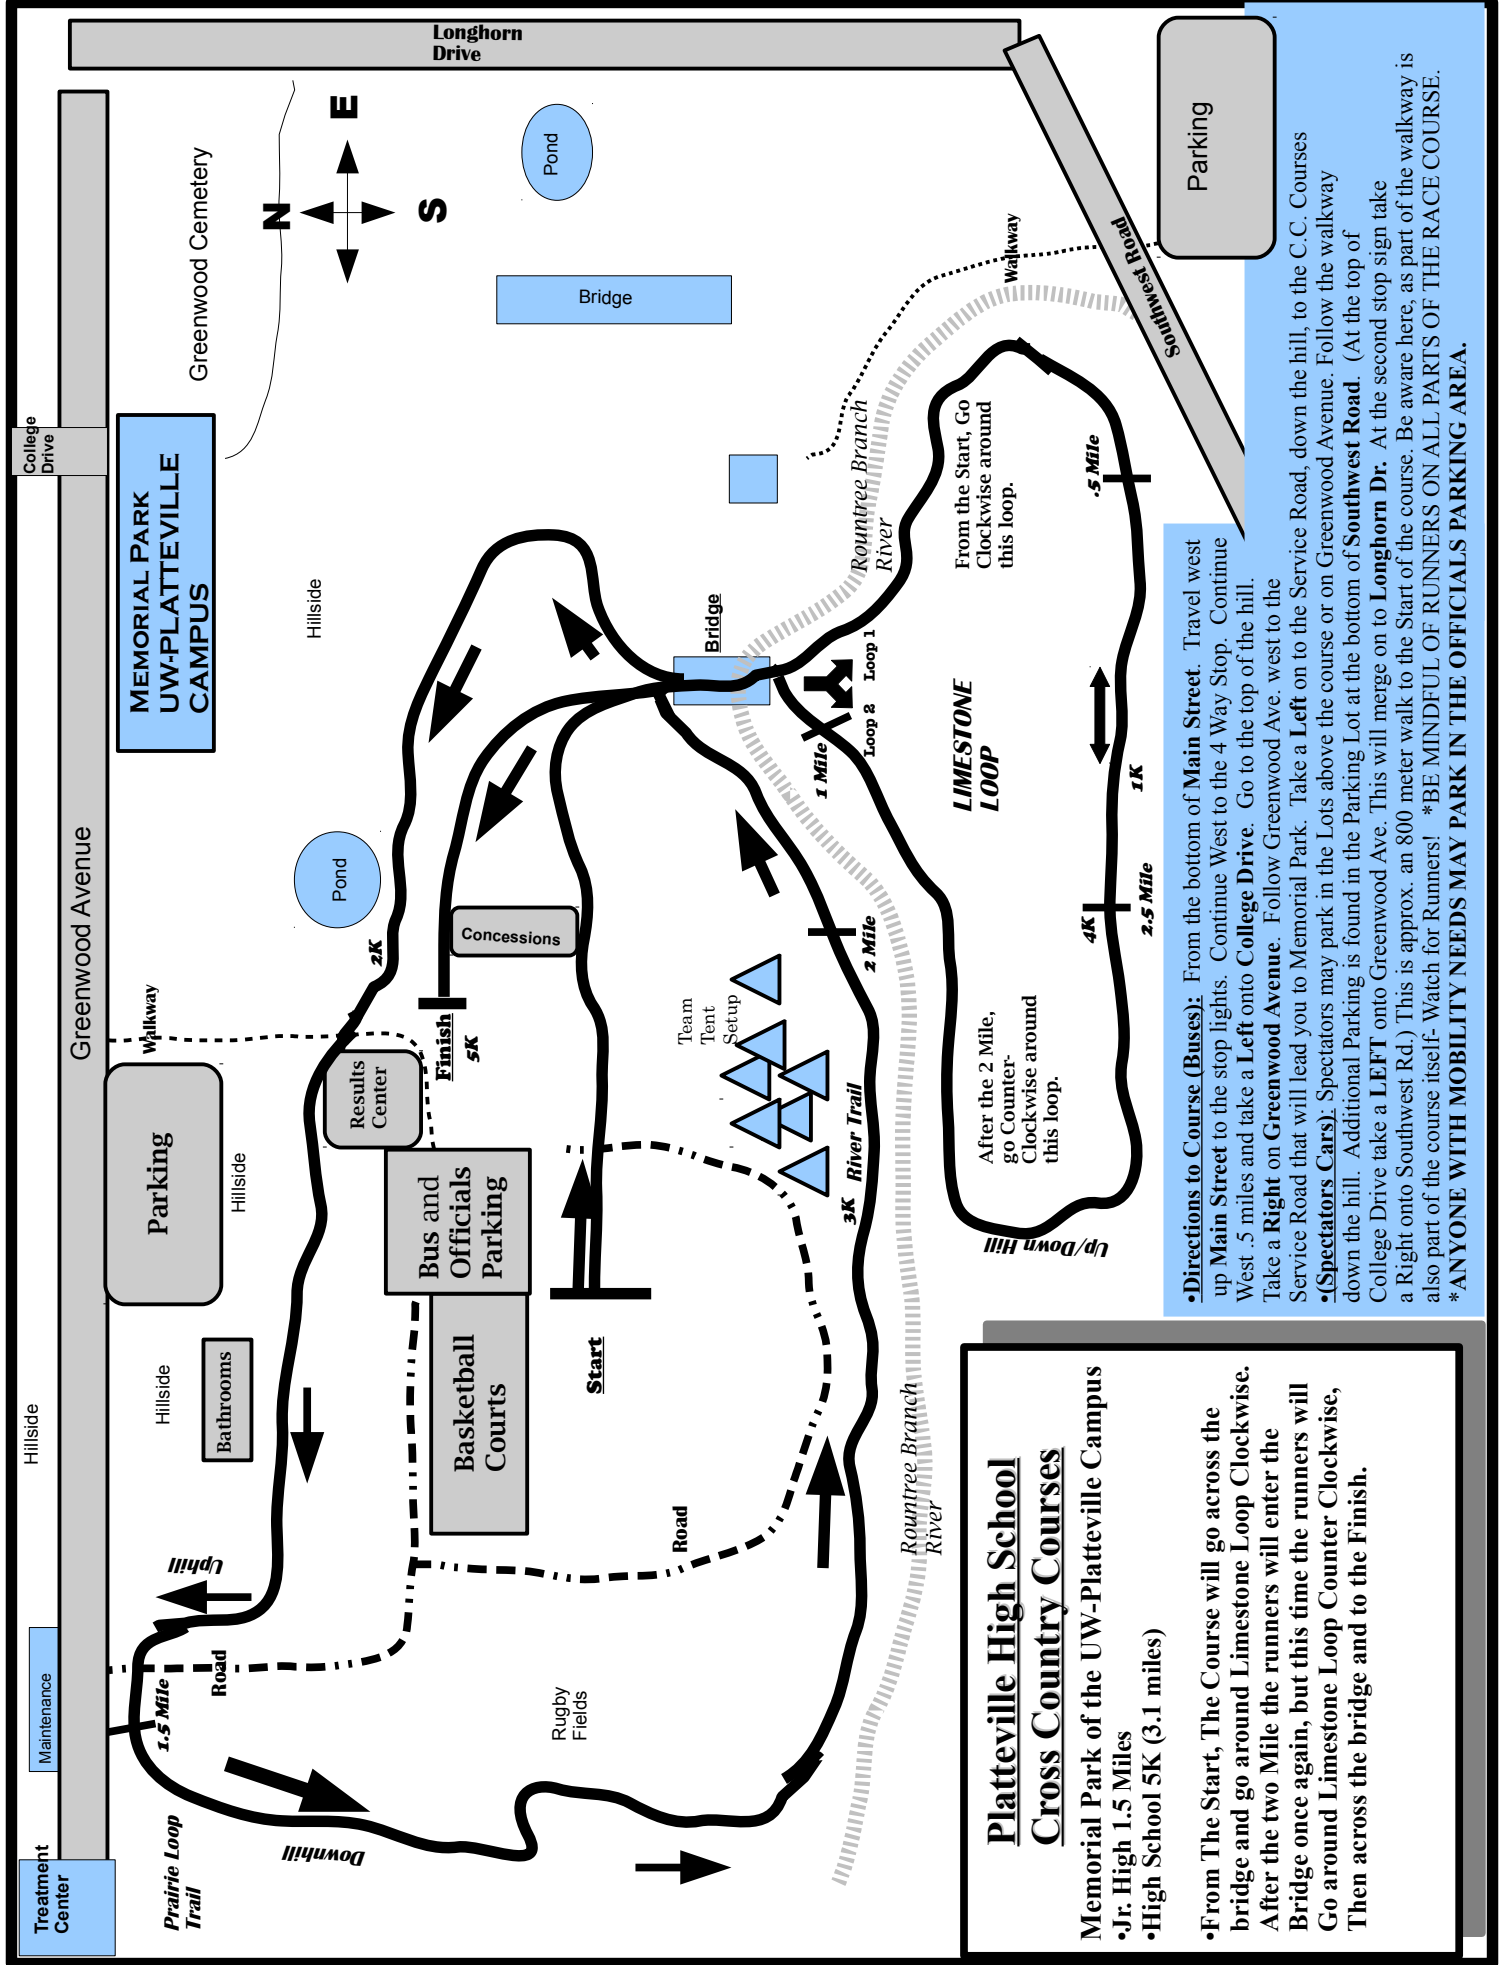 Treatment
Center
Maintenance
Hillside
College
Drive
Greenwood Avenue
Longhorn
Drive
MEMORIAL PARK
UW-PLATTEVILLE
CAMPUS
Greenwood Cemetery
N
E
S
Prairie Loop
Trail
1.5 Mile
Road
Uphill
Hillside
Bathrooms
Hillside
Parking
Walkway
Hillside
Pond
2K
Downhill
Results
Center
Bus and
Officials
Parking
Basketball
Courts
Finish
5K
Concessions
Start
Pond
Bridge
Rugby
Fields
Road
Team
Tent
Setup
Bridge
3K
River Trail
2 Mile
1 Mile
Loop 2
Loop 1
Rountree Branch
River
Rountree Branch
River
Walkway
LIMESTONE
LOOP
From the Start, Go
Clockwise around
this loop.
After the 2 Mile,
go Counter-
Clockwise around
this loop.
Up/Down Hill
4K
2.5 Mile
1K
.5 Mile
Southwest Road
Parking
Platteville High School
Cross Country Courses
Memorial Park of the UW-Platteville Campus
•Jr. High 1.5 Miles
•High School 5K (3.1 miles)
•From The Start, The Course will go across the
bridge and go around Limestone Loop Clockwise.
After the two Mile the runners will enter the
Bridge once again, but this time the runners will
Go around Limestone Loop Counter Clockwise,
Then across the bridge and to the Finish.
•Directions to Course (Buses): From the bottom of Main Street. Travel west
up Main Street to the stop lights. Continue West to the 4 Way Stop. Continue
West .5 miles and take a Left onto College Drive. Go to the top of the hill.
Take a Right on Greenwood Avenue. Follow Greenwood Ave. west to the
Service Road that will lead you to Memorial Park. Take a Left on to the Service Road, down the hill, to the C.C. Courses
•(Spectators Cars): Spectators may park in the Lots above the course or on Greenwood Avenue. Follow the walkway
down the hill. Additional Parking is found in the Parking Lot at the bottom of Southwest Road. (At the top of
College Drive take a LEFT onto Greenwood Ave. This will merge on to Longhorn Dr. At the second stop sign take
a Right onto Southwest Rd.) This is approx. an 800 meter walk to the Start of the course. Be aware here, as part of the walkway is
also part of the course itself- Watch for Runners! *BE MINDFUL OF RUNNERS ON ALL PARTS OF THE RACE COURSE.
*ANYONE WITH MOBILITY NEEDS MAY PARK IN THE OFFICIALS PARKING AREA.